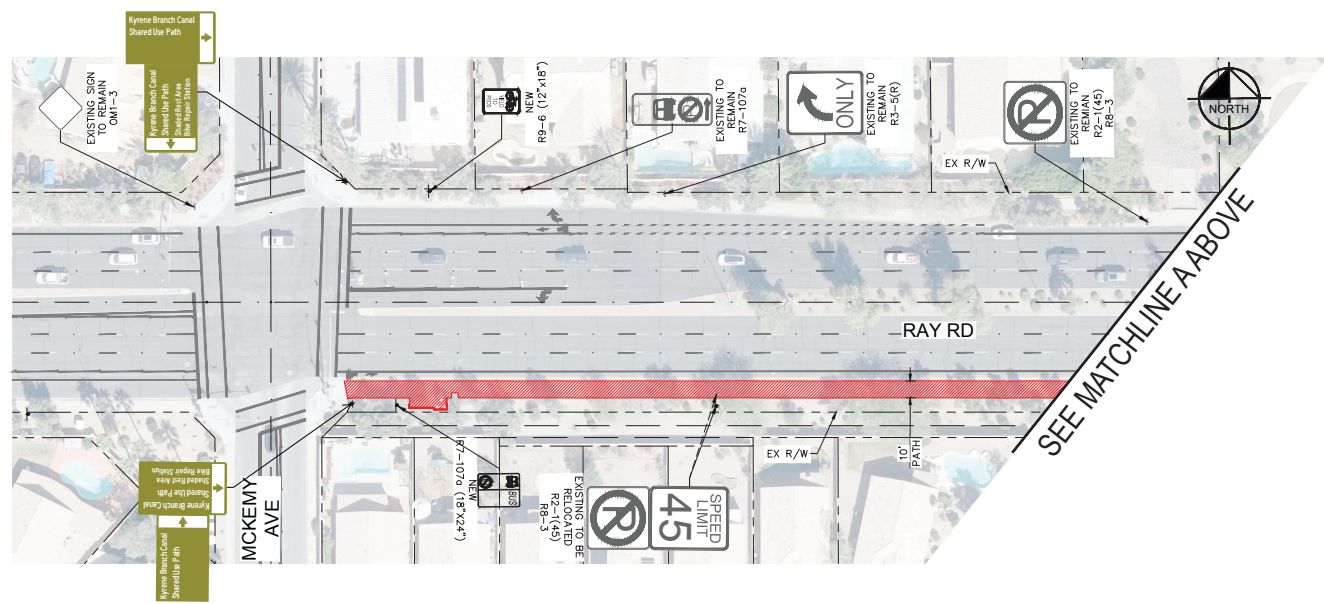 Kyrene Branch Canal
Shared Use Path
Kyrene Branch Canal
Shared Use Path
Shaded Rest Area
Bike Repair Station
EXISTING SIGN
TO REMAIN
OM1-3
YIELD
TO
PEDS
NEW
R9-6 (12"x18")
EXISTING TO
REMAIN
R7-107a
ONLY
EXISTING TO
REMAIN
R3-5(R)
P
EXISTING TO
REMIAN
R2-1(45)
R8-3
NORTH
EX R/W
SEE MATCHLINE A ABOVE
RAY RD
10'
PATH
EX R/W
MCKEMY
AVE
Kyrene Branch Canal
Shared Use Path
Shaded Rest Area
Bike Repair Station
Kyrene Branch Canal
Shared Use Path
BUS
NEW
R7-107a (18"X24")
EXISTING TO BE
RELOCATED
R2-1(45)
R8-3
P
SPEED
LIMIT
45